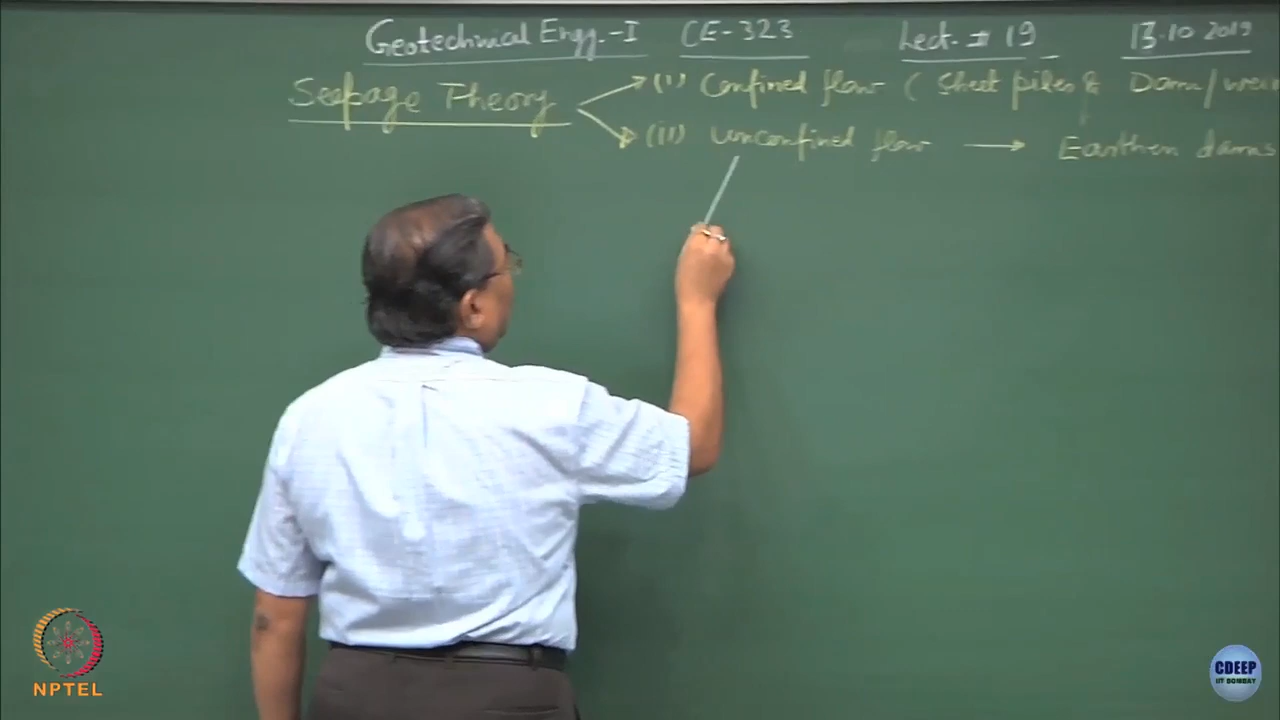 Geotechnical Engg.-I CE-323 Lect.# 19 13.10 2019
Seepage Theory
(i) Confined flow ( Sheet piles & Dams/weir
(ii) unconfined flow → Earthen dams
NPTEL
CDEEP
IIT BOMBAY